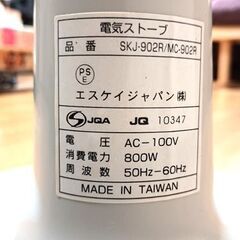 電気ストーブ
品 番 SKJ-902R/MC-902R
PS
E
エスケイジャパン(株)
JQA JQ 10347
電 圧 AC-100V
消費電力 800W
周 波 数 50Hz-60Hz
MADE IN TAIWAN